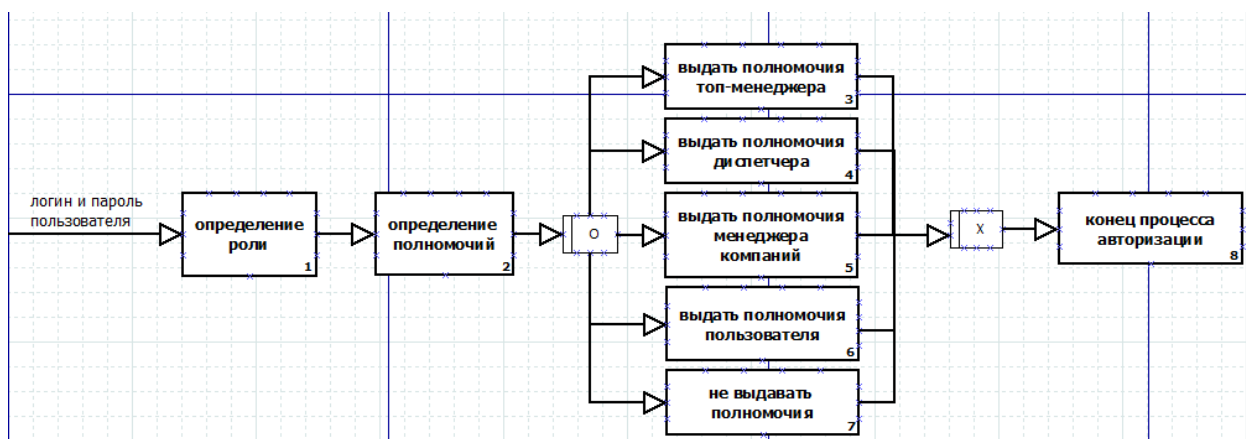 логин и пароль
пользователя
определение
роли
1
определение
полномочий
2
О
выдать полномочия
топ-менеджера
3
выдать полномочия
диспетчера
4
выдать полномочия
менеджера
компаний
5
выдать полномочия
пользователя
6
не выдавать
полномочия
7
X
конец процесса
авторизации
8